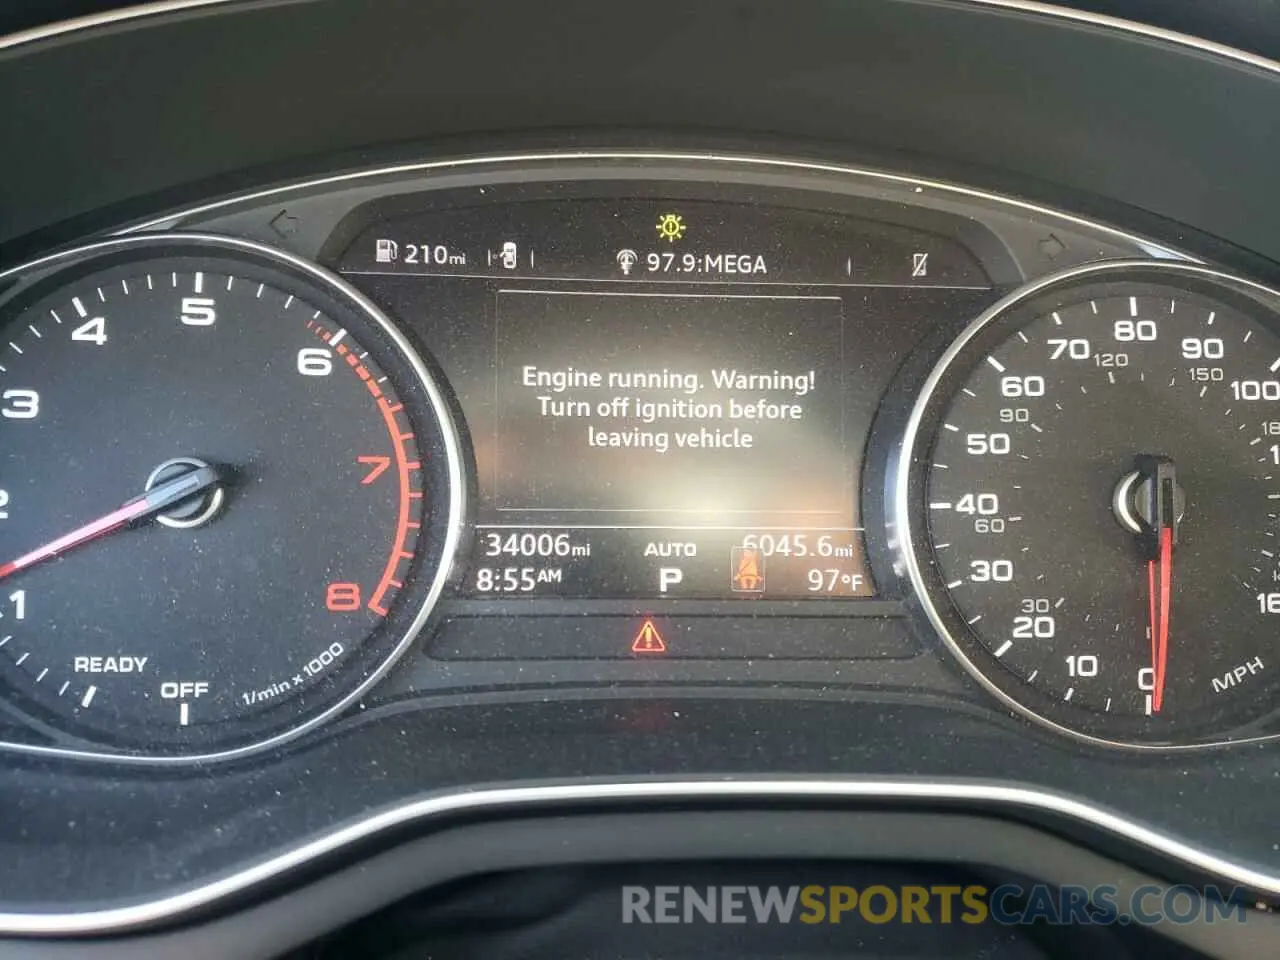 210mi
97.9:MEGA
Engine running. Warning!
Turn off ignition before
leaving vehicle
34006mi
AUTO
6045.6mi
8:55AM
P
97°F
1
2
3
4
5
6
7
8
READY
OFF
1/min x 1000
0
10
20
30
40
50
60
70
80
90
100
30
60
90
120
150
MPH
RENEWSPORTSCARS.COM